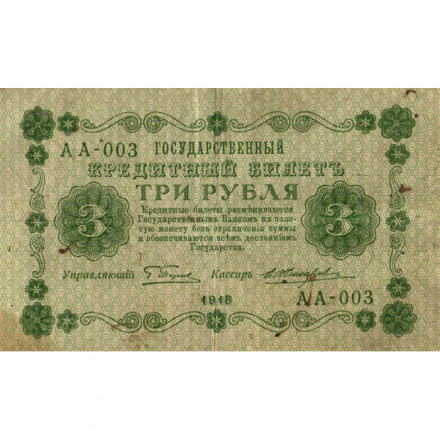 АА-003 ГОСУДАРСТВЕННЫЙ
КРЕДИТНЫЙ БИЛЕТЪ
ТРИ РУБЛЯ
3 3
Кредитные билеты размѣниваются
Государственнымъ Банкомъ на золо-
тую монету безъ ограниченія суммы
и обезпечиваются всѣмъ достояніемъ
Государства.
Управляющій Кассиръ
1918
АА-003